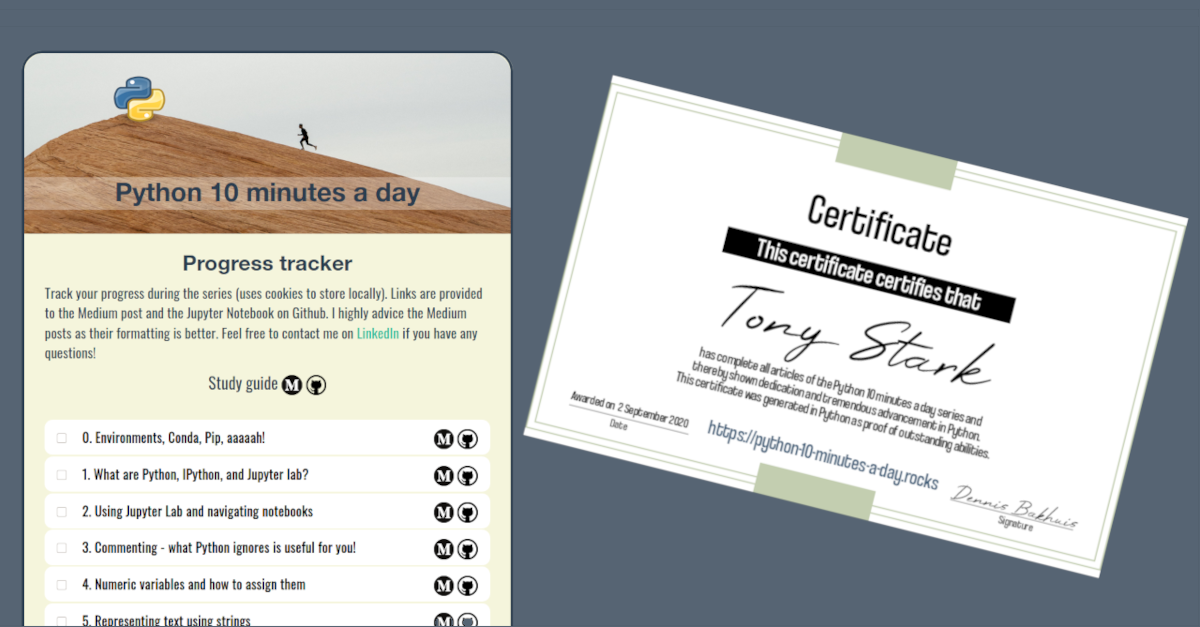 Python 10 minutes a day
Progress tracker
Track your progress during the series (uses cookies to store locally). Links are provided
to the Medium post and the Jupyter Notebook on Github. I highly advice the Medium
posts as their formatting is better. Feel free to contact me on LinkedIn if you have any
questions!
Study guide M
0. Environments, Conda, Pip, aaaaah! M
1. What are Python, IPython, and Jupyter lab? M
2. Using Jupyter Lab and navigating notebooks M
3. Commenting - what Python ignores is useful for you! M
4. Numeric variables and how to assign them M
5. Representing text using strings M
Certificate
This certificate certifies that
Tony Stark
has complete all articles of the Python 10 minutes a day series and
thereby shown dedication and tremendous advancement in Python.
This certificate was generated in Python as proof of outstanding abilities.
Awarded on 2 September 2020
Date
https://python-10-minutes-a-day.rocks
Dennis Bakhuis
Signature